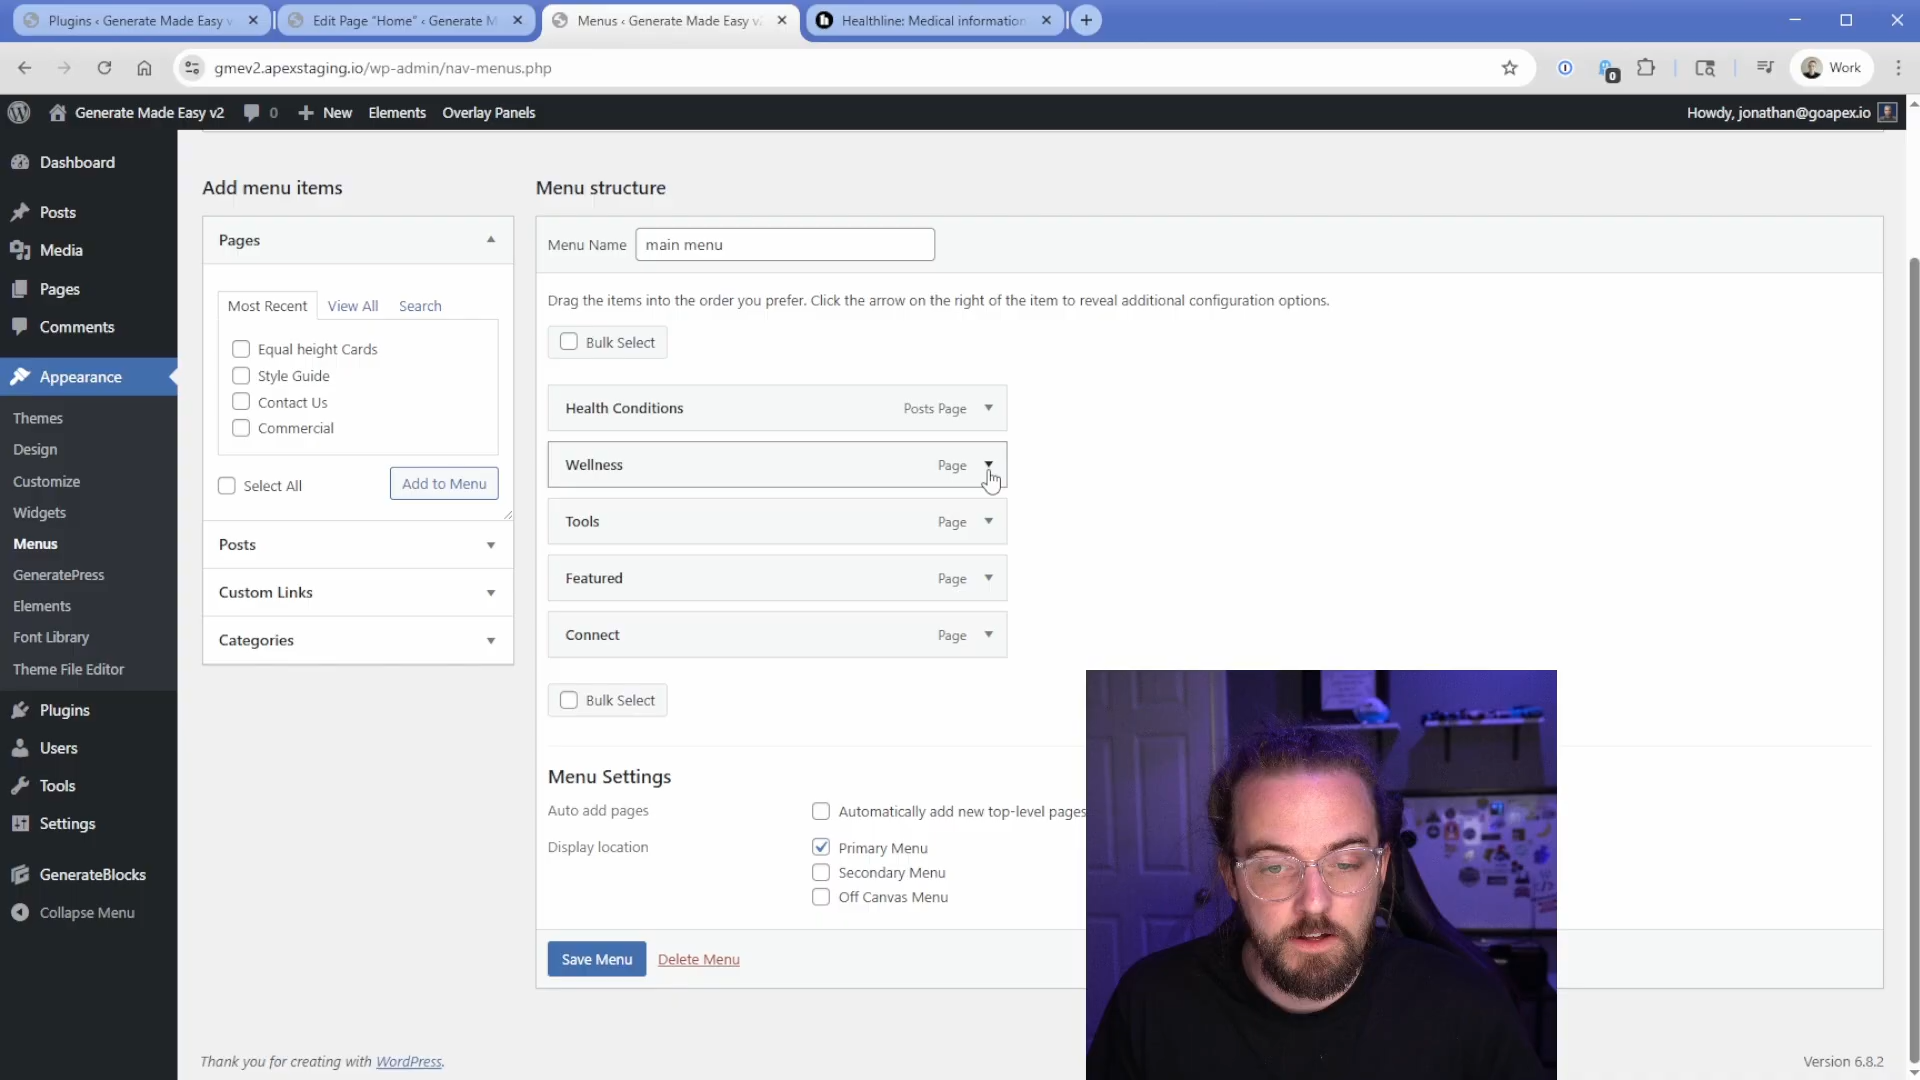 Plugins ‹ Generate Made Easy v
Edit Page "Home" ‹ Generate M
Menus ‹ Generate Made Easy v
Healthline: Medical information
gmev2.apexstaging.io/wp-admin/nav-menus.php
0
Work
Generate Made Easy v2
0
New
Elements
Overlay Panels
Howdy, jonathan@goapex.io
Dashboard
Posts
Media
Pages
Comments
Appearance
Themes
Design
Customize
Widgets
Menus
GeneratePress
Elements
Font Library
Theme File Editor
Plugins
Users
Tools
Settings
GenerateBlocks
Collapse Menu
Add menu items
Pages
Most Recent
View All
Search
Equal height Cards
Style Guide
Contact Us
Commercial
Select All
Add to Menu
Posts
Custom Links
Categories
Menu structure
Menu Name
main menu
Drag the items into the order you prefer. Click the arrow on the right of the item to reveal additional configuration options.
Bulk Select
Health Conditions
Posts Page
Wellness
Page
Tools
Page
Featured
Page
Connect
Page
Bulk Select
Menu Settings
Auto add pages
Automatically add new top-level pages
Display location
Primary Menu
Secondary Menu
Off Canvas Menu
Save Menu
Delete Menu
Thank you for creating with WordPress.
Version 6.8.2